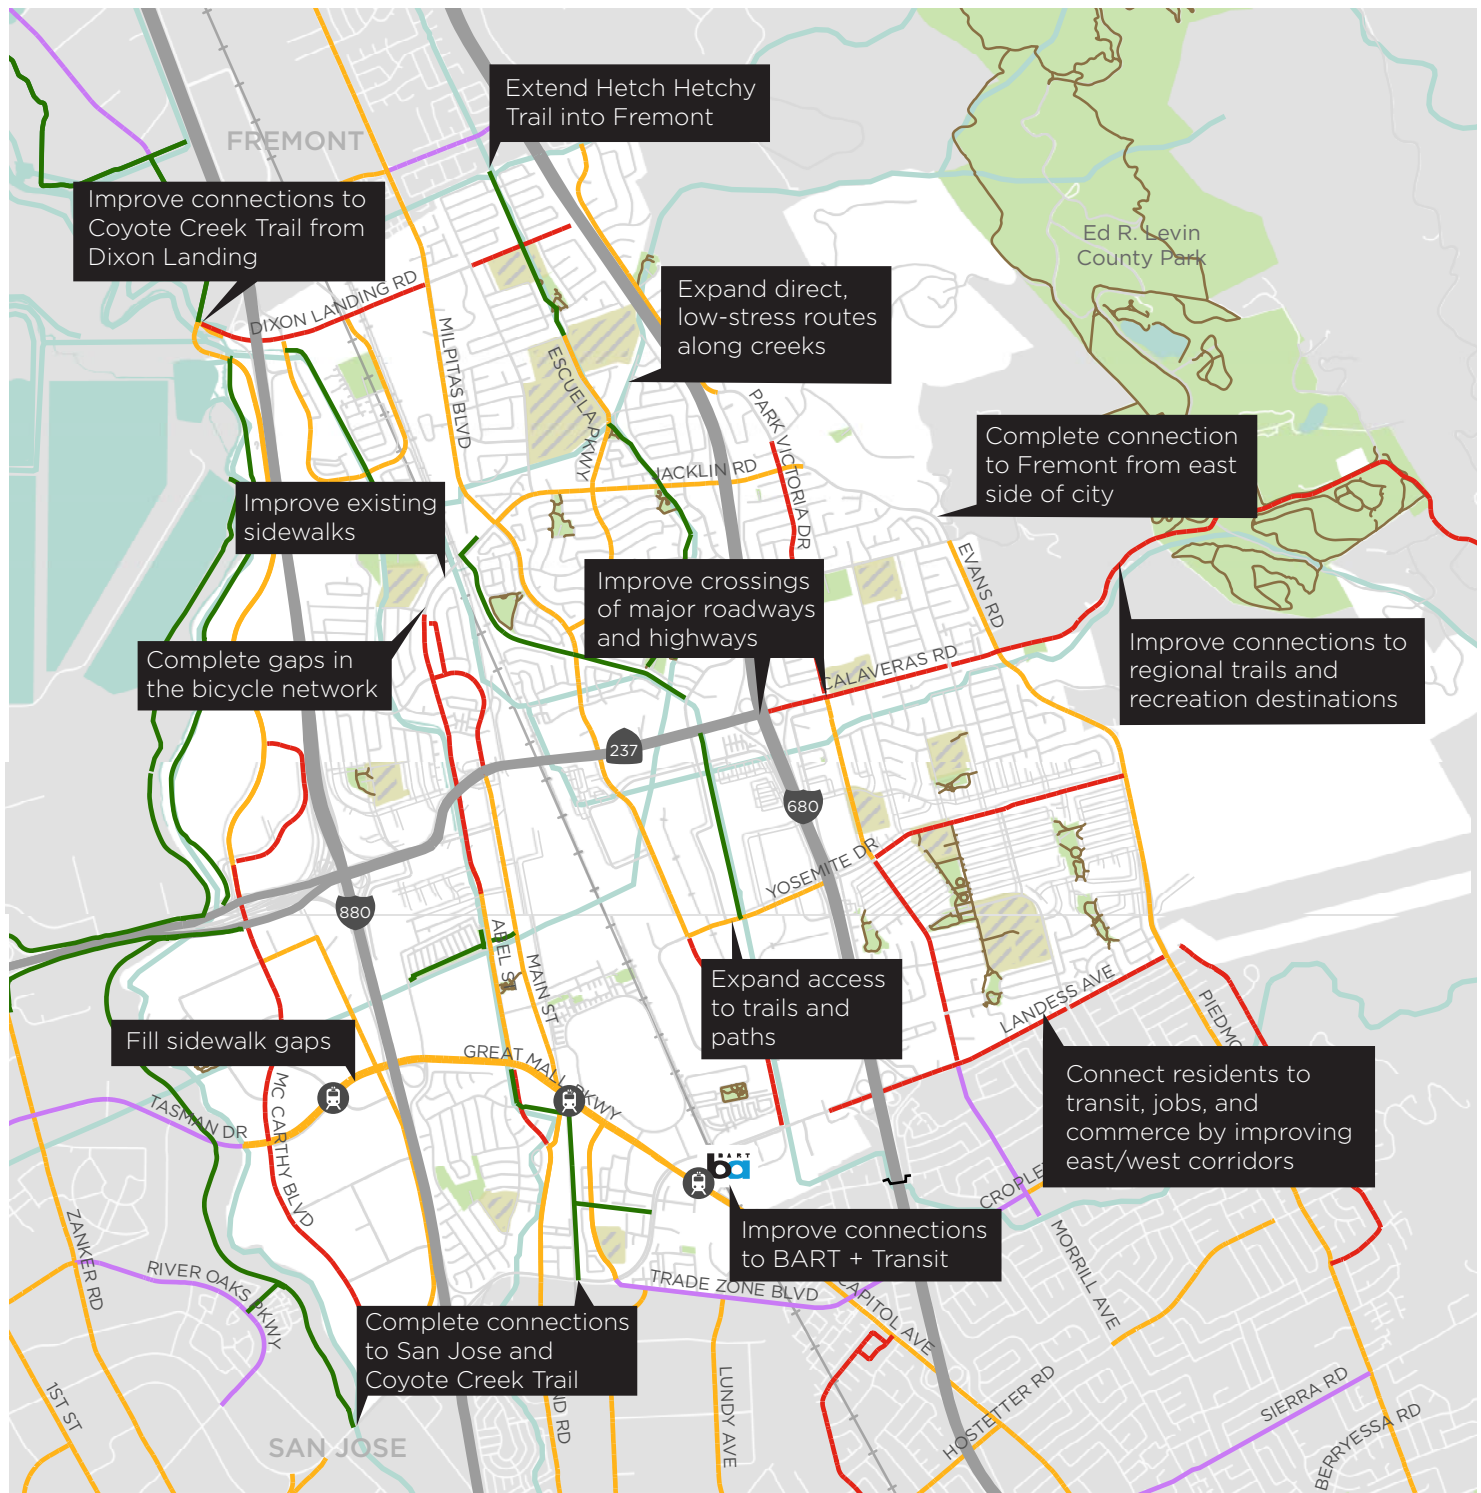 Extend Hetch Hetchy
Trail into Fremont
FREMONT
Improve connections to
Coyote Creek Trail from
Dixon Landing
Ed R. Levin
County Park
DIXON LANDING RD
Expand direct,
low-stress routes
along creeks
MILPITAS BLVD
ESCUELA PKWY
PARK VICTORIA DR
Complete connection
to Fremont from east
side of city
JACKLIN RD
Improve existing
sidewalks
EVANS RD
Improve crossings
of major roadways
and highways
Complete gaps in
the bicycle network
CALAVERAS RD
Improve connections to
regional trails and
recreation destinations
237
680
YOSEMITE DR
880
ABEL S
MAIN ST
Expand access
to trails and
paths
LANDESS AVE
PIEDMO
Fill sidewalk gaps
GREAT MALL PKWY
Connect residents to
transit, jobs, and
commerce by improving
east/west corridors
TASMAN DR
MC CARTHY BLVD
BART
ba
CROPLE
Improve connections
to BART + Transit
ZANKER RD
RIVER OAKS PKWY
MORRILL AVE
TRADE ZONE BLVD
CAPITOL AVE
Complete connections
to San Jose and
Coyote Creek Trail
1ST ST
LUNDY AVE
ND RD
HOSTETTER RD
SIERRA RD
BERRYESSA RD
SAN JOSE